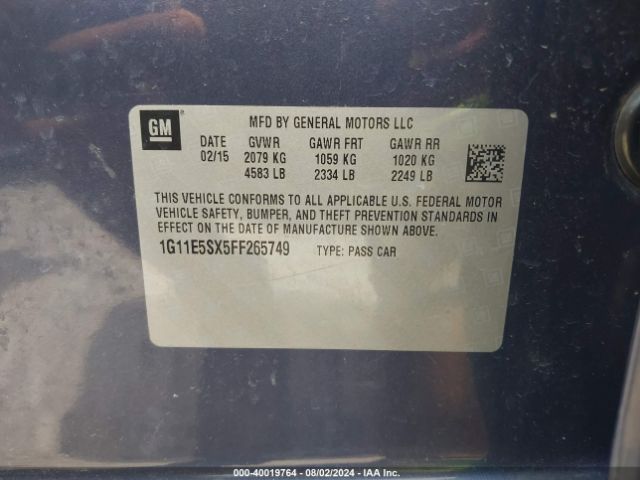 GM
MFD BY GENERAL MOTORS LLC
DATE GVWR GAWR FRT GAWR RR
02/15 2079 KG 1059 KG 1020 KG
4583 LB 2334 LB 2249 LB
THIS VEHICLE CONFORMS TO ALL APPLICABLE U.S. FEDERAL MOTOR
VEHICLE SAFETY, BUMPER, AND THEFT PREVENTION STANDARDS IN
EFFECT ON THE DATE OF MANUFACTURE SHOWN ABOVE.
1G11E5SX5FF265749 TYPE: PASS CAR
000-40019764 - 08/02/2024 - IAA Inc.